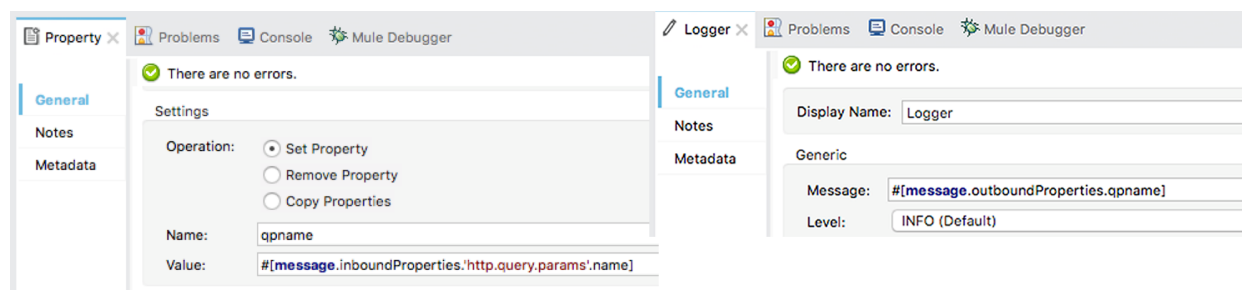 Property Problems Console Mule Debugger
There are no errors.
General
Notes
Metadata
Settings
Operation:
Set Property
Remove Property
Copy Properties
Name:
qpname
Value:
#[message.inboundProperties.'http.query.params'.name]
Logger Problems Console Mule Debugger
There are no errors.
General
Notes
Metadata
Display Name:
Logger
Generic
Message:
#[message.outboundProperties.qpname]
Level:
INFO (Default)